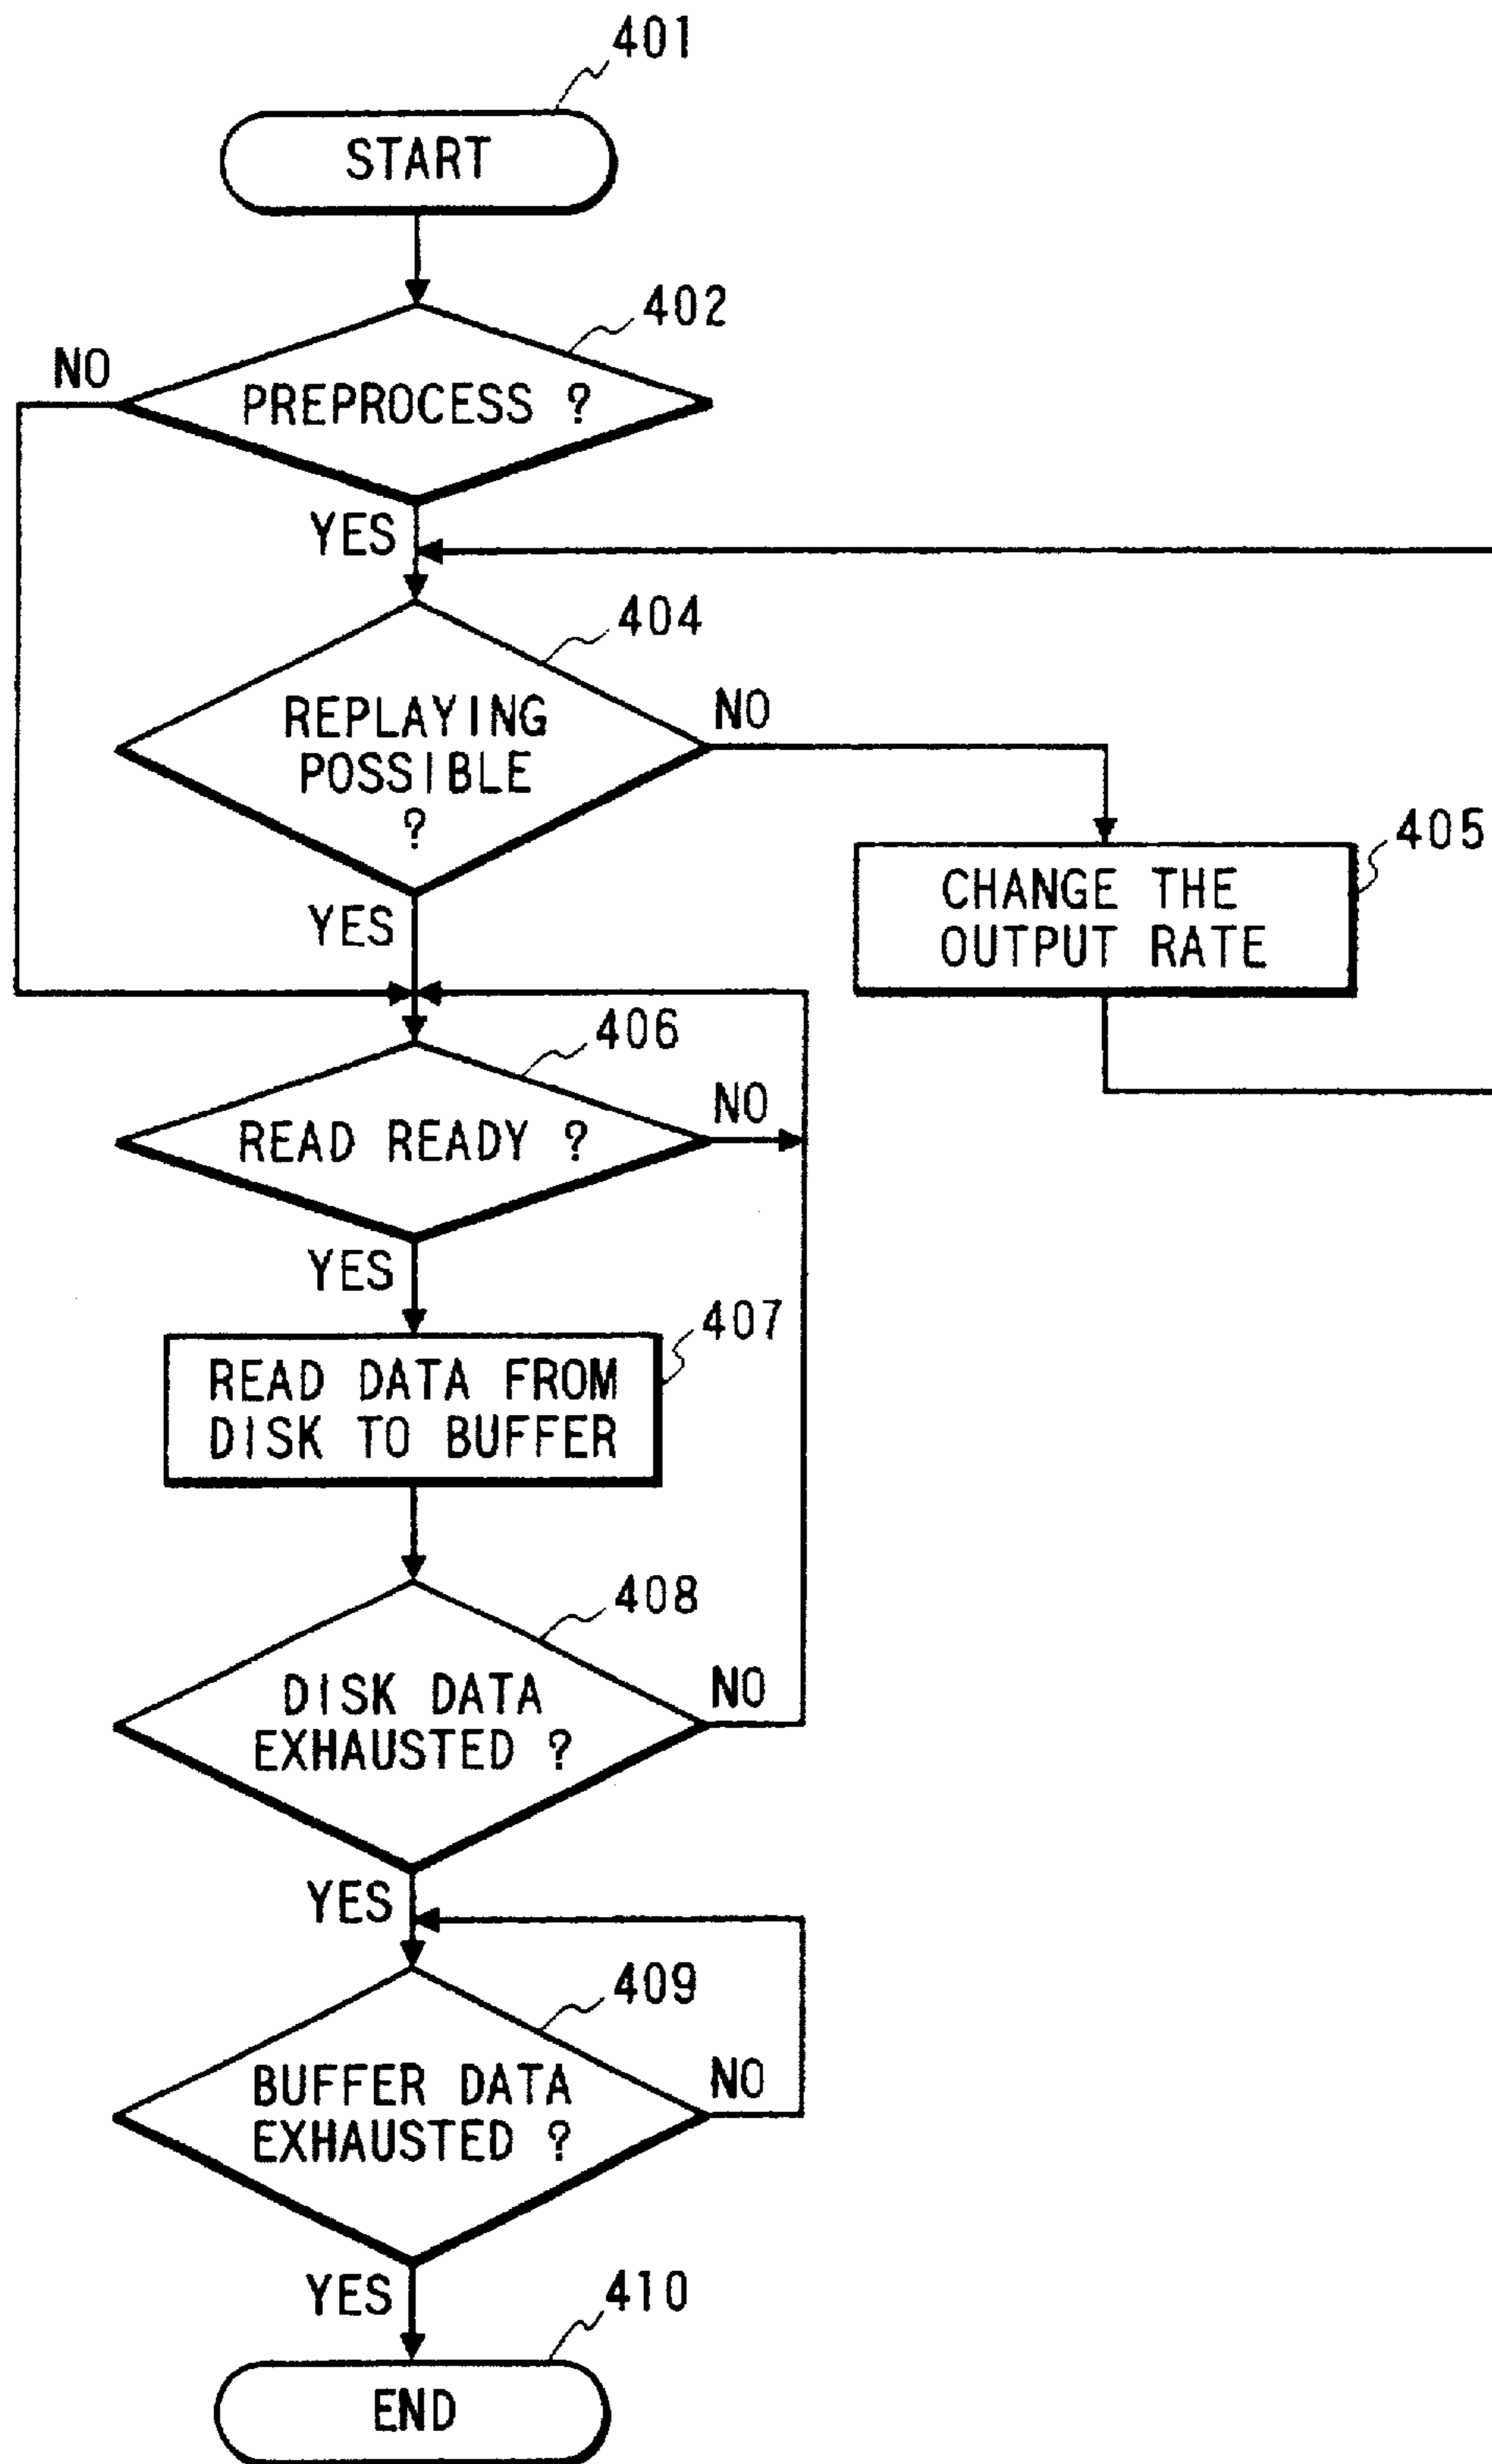 401
START
402
NO
PREPROCESS ?
YES
404
REPLAYING
POSSIBLE
?
NO
YES
405
CHANGE THE
OUTPUT RATE
406
READ READY ?
NO
YES
407
READ DATA FROM
DISK TO BUFFER
408
DISK DATA
EXHAUSTED ?
NO
YES
409
BUFFER DATA
EXHAUSTED ?
NO
YES
410
END